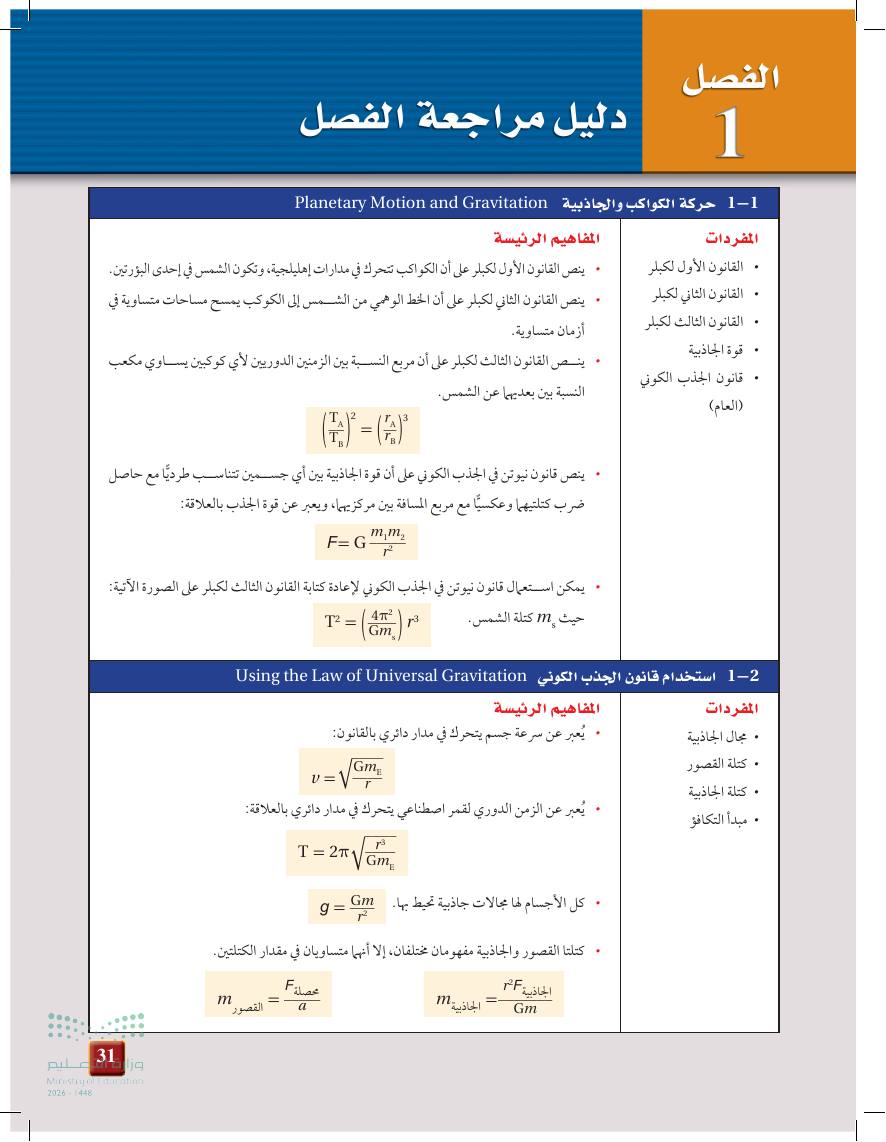 الفصل
1
دليل مراجعة الفصل
1-1 حركة الكواكب والجاذبية Planetary Motion and Gravitation
المفردات
• القانون الأول لكبلر
• القانون الثاني لكبلر
• القانون الثالث لكبلر
• قوة الجاذبية
• قانون الجذب الكوني
(العام)
المفاهيم الرئيسة
• ينص القانون الأول لكبلر على أن الكواكب تتحرك في مدارات إهليلجية، وتكون الشمس في إحدى البؤرتين.
• ينص القانون الثاني لكبلر على أن الخط الوهمي من الشمس إلى الكوكب يمسح مساحات متساوية في
أزمان متساوية.
• ينص القانون الثالث لكبلر على أن مربع النسبة بين الزمنين الدوريين لأي كوكبين يساوي مكعب
النسبة بين بعديهما عن الشمس.
(T_A/T_B)² = (r_A/r_B)³
• ينص قانون نيوتن في الجذب الكوني على أن قوة الجاذبية بين أي جسمين تتناسب طرديًّا مع حاصل
ضرب كتلتيهما وعكسيًّا مع مربع المسافة بين مركزيهما، ويعبر عن قوة الجذب بالعلاقة:
F = G m₁m₂/r²
• يمكن استعمال قانون نيوتن في الجذب الكوني لإعادة كتابة القانون الثالث لكبلر على الصورة الآتية:
T² = (4π²/Gm_s) r³ حيث m_s كتلة الشمس.
1-2 استخدام قانون الجذب الكوني Using the Law of Universal Gravitation
المفردات
• مجال الجاذبية
• كتلة القصور
• كتلة الجاذبية
• مبدأ التكافؤ
المفاهيم الرئيسة
• يُعبر عن سرعة جسم يتحرك في مدار دائري بالقانون:
v = √(Gm_E/r)
• يُعبر عن الزمن الدوري لقمر اصطناعي يتحرك في مدار دائري بالعلاقة:
T = 2π√(r³/Gm_E)
• كل الأجسام لها مجالات جاذبية تحيط بها. g = Gm/r²
• كتلتا القصور والجاذبية مفهومان مختلفان، إلا أنهما متساويان في مقدار الكتلتين.
m_الجاذبية = r²F_الجاذبية/Gm
m_القصور = F_محصلة/a
31
وزارة التعليم
Ministry of Education
2026 - 1448